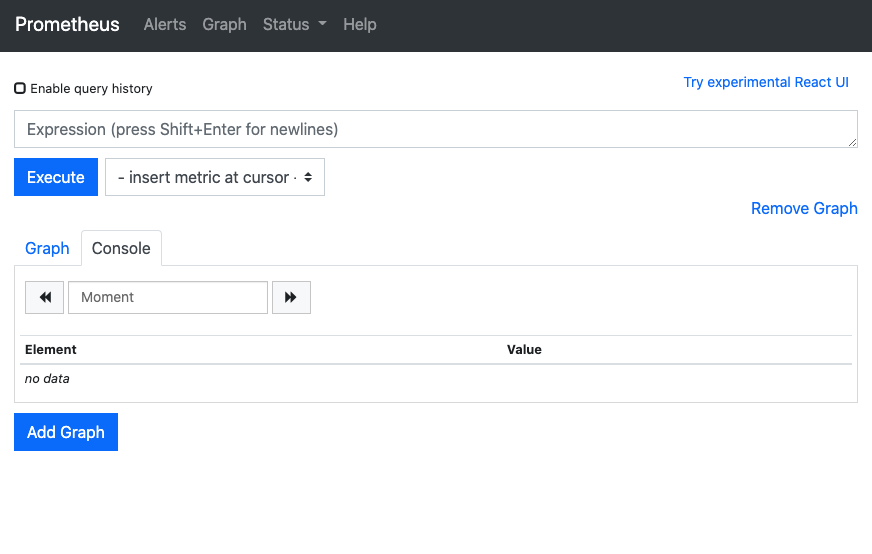 Prometheus Alerts Graph Status Help
Try experimental React UI
Enable query history
Expression (press Shift+Enter for newlines)
Execute - insert metric at cursor -
Remove Graph
Graph Console
Moment
Element Value
no data
Add Graph